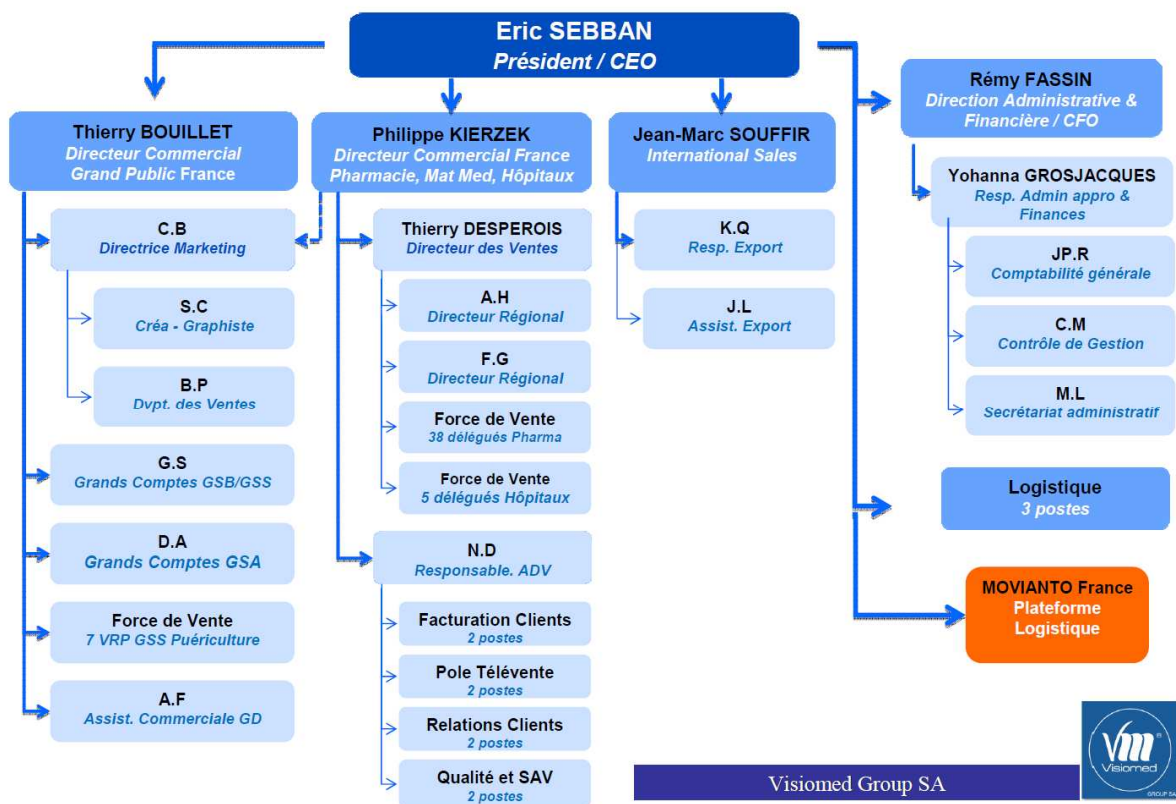 Eric SEBBAN
Président / CEO
Thierry BOUILLET
Directeur Commercial
Grand Public France
C.B
Directrice Marketing
S.C
Créa - Graphiste
B.P
Dvpt. des Ventes
G.S
Grands Comptes GSB/GSS
D.A
Grands Comptes GSA
Force de Vente
7 VRP GSS Puériculture
A.F
Assist. Commerciale GD
Philippe KIERZEK
Directeur Commercial France
Pharmacie, Mat Med, Hôpitaux
Thierry DESPEROIS
Directeur des Ventes
A.H
Directeur Régional
F.G
Directeur Régional
Force de Vente
38 délégués Pharma
Force de Vente
5 délégués Hôpitaux
N.D
Responsable. ADV
Facturation Clients
2 postes
Pole Télévente
2 postes
Relations Clients
2 postes
Qualité et SAV
2 postes
Jean-Marc SOUFFIR
International Sales
K.Q
Resp. Export
J.L
Assist. Export
Rémy FASSIN
Direction Administrative &
Financière / CFO
Yohanna GROSJACQUES
Resp. Admin appro &
Finances
JP.R
Comptabilité générale
C.M
Contrôle de Gestion
M.L
Secrétariat administratif
Logistique
3 postes
MOVIANTO France
Plateforme
Logistique
Visiomed Group SA
Vm
Visiomed
GROUP SA